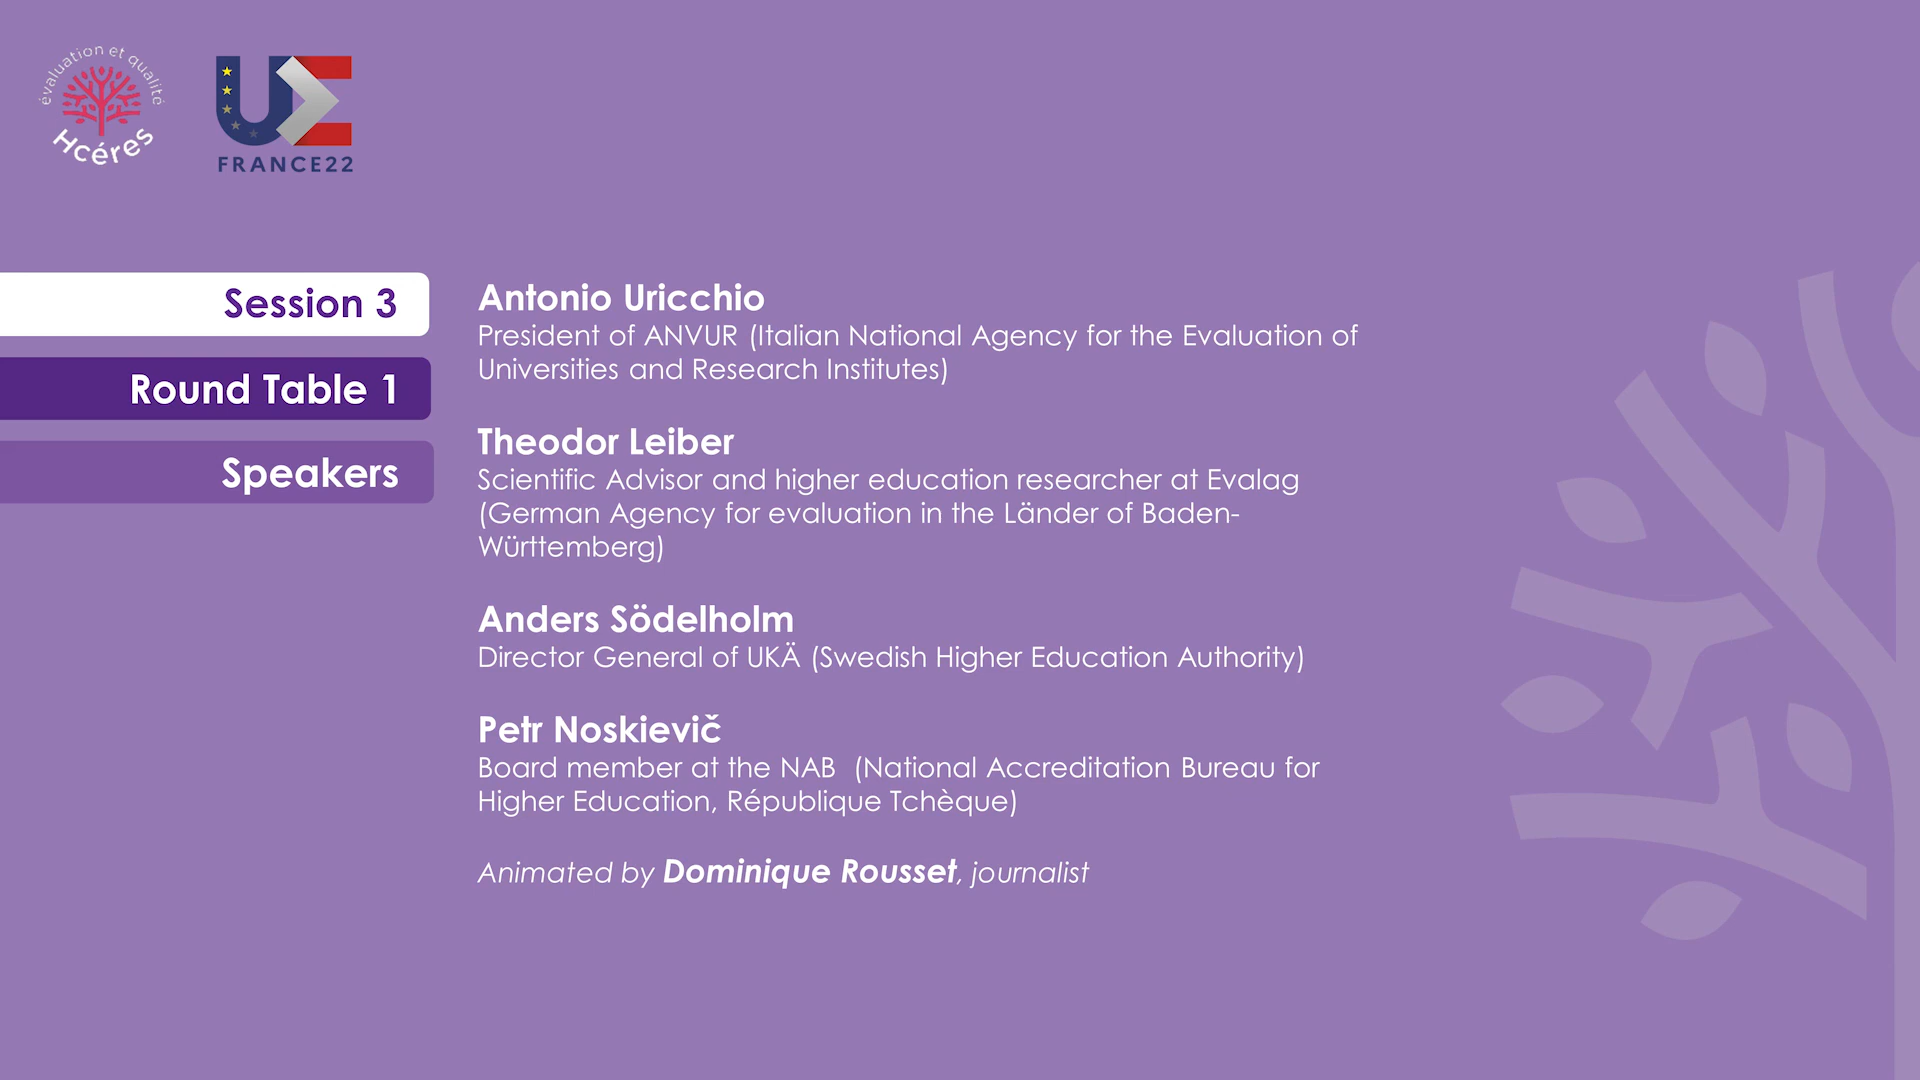 évaluation et qualité
Hcéres
UE
FRANCE22
Session 3
Round Table 1
Speakers
Antonio Uricchio
President of ANVUR (Italian National Agency for the Evaluation of
Universities and Research Institutes)
Theodor Leiber
Scientific Advisor and higher education researcher at Evalag
(German Agency for evaluation in the Länder of Baden-
Württemberg)
Anders Södelholm
Director General of UKÄ (Swedish Higher Education Authority)
Petr Noskievič
Board member at the NAB  (National Accreditation Bureau for
Higher Education, République Tchèque)
Animated by Dominique Rousset, journalist